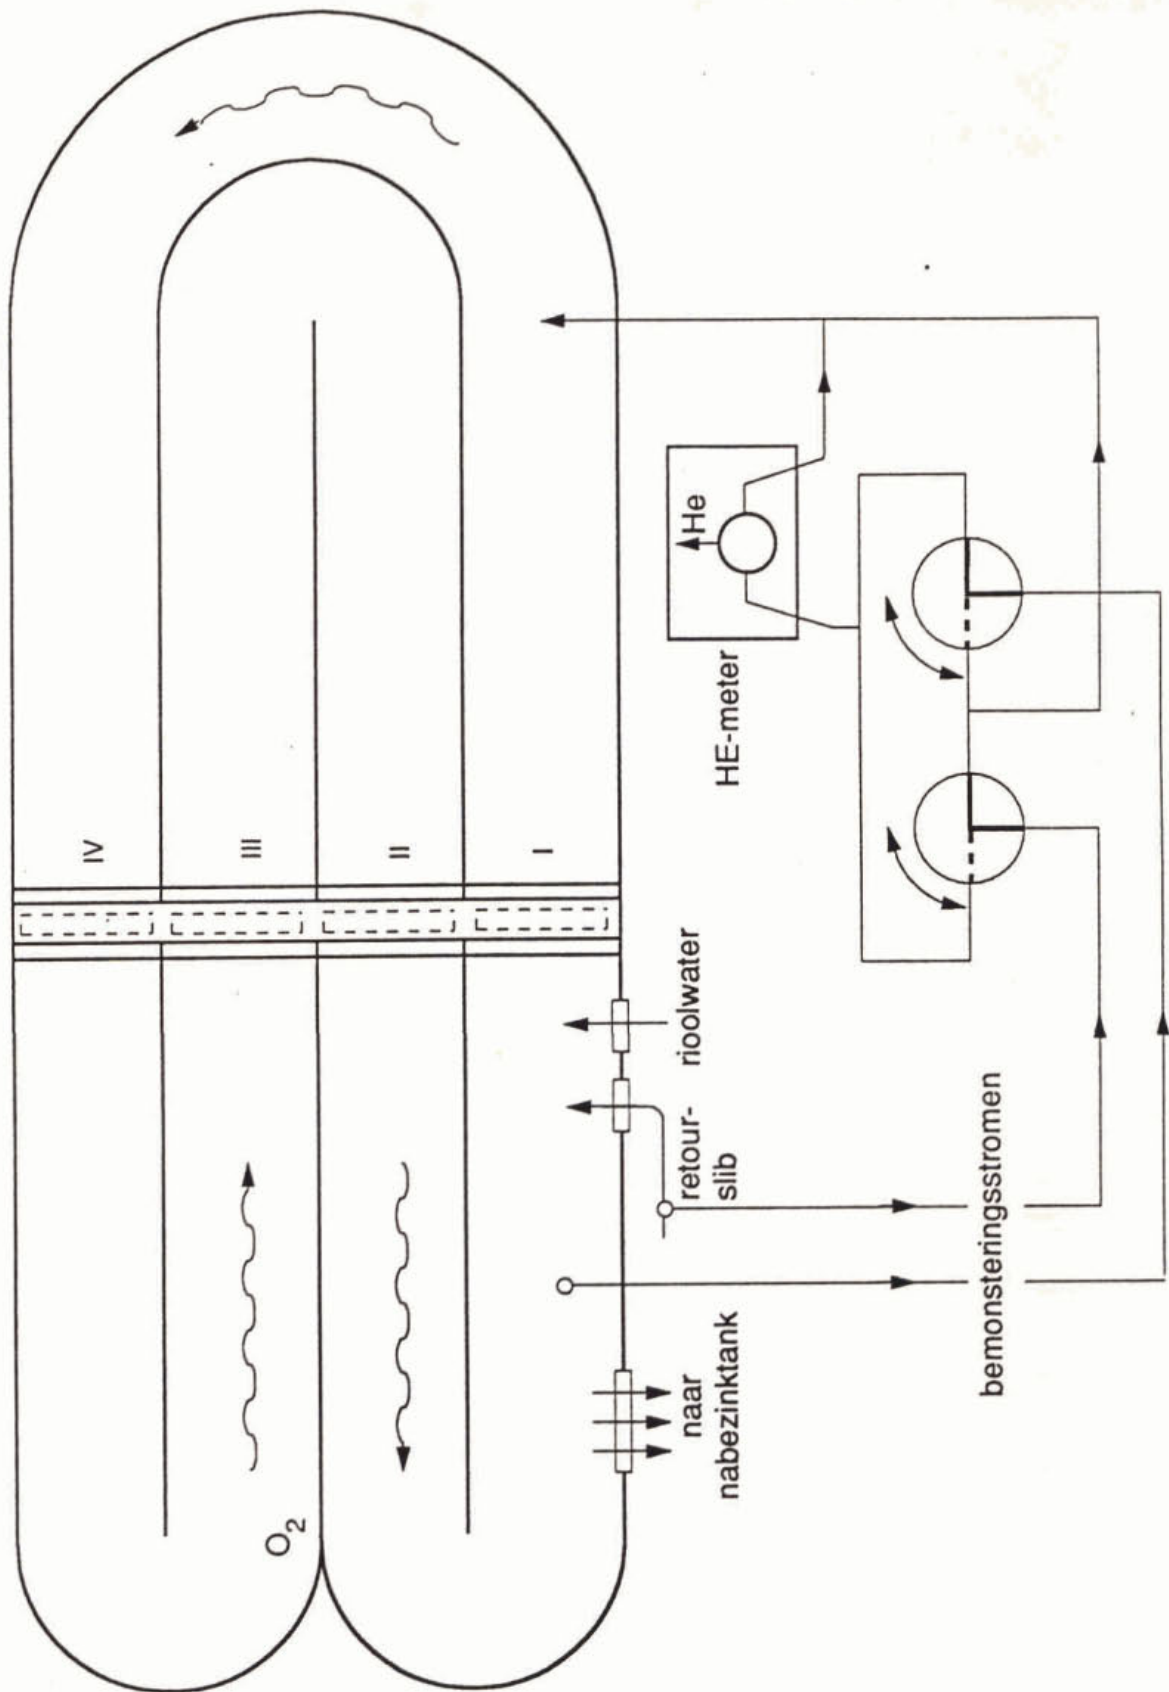 IV
III
II
I
O₂
He
HE-meter
rioolwater
retour-
slib
naar
nabezinktank
bemonsteringsstromen